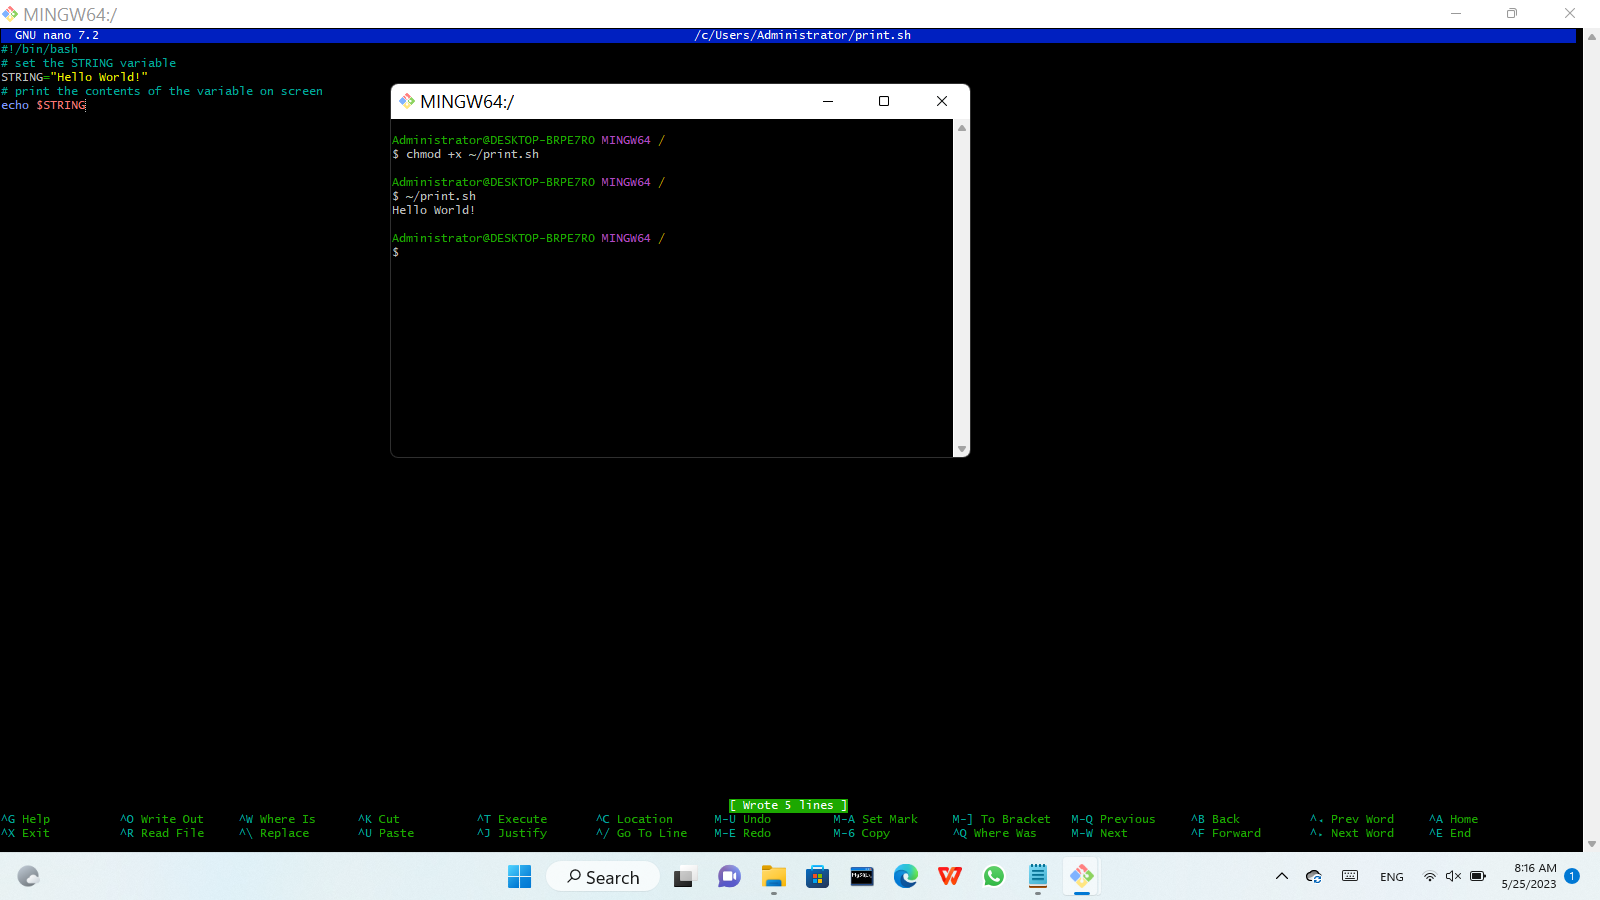 MINGW64:/
GNU nano 7.2 /c/Users/Administrator/print.sh
#!/bin/bash
# set the STRING variable
STRING="Hello World!"
# print the contents of the variable on screen
echo $STRING
MINGW64:/
Administrator@DESKTOP-BRPE7RO MINGW64 /
$ chmod +x ~/print.sh
Administrator@DESKTOP-BRPE7RO MINGW64 /
$ ~/print.sh
Hello World!
Administrator@DESKTOP-BRPE7RO MINGW64 /
$
[ Wrote 5 lines ]
^G Help ^O Write Out ^W Where Is ^K Cut ^T Execute ^C Location M-U Undo M-A Set Mark M-] To Bracket M-Q Previous ^B Back ^◂ Prev Word ^A Home
^X Exit ^R Read File ^\ Replace ^U Paste ^J Justify ^/ Go To Line M-E Redo M-6 Copy ^Q Where Was M-W Next ^F Forward ^▸ Next Word ^E End
Search
MySQL
ENG
8:16 AM
5/25/2023
1